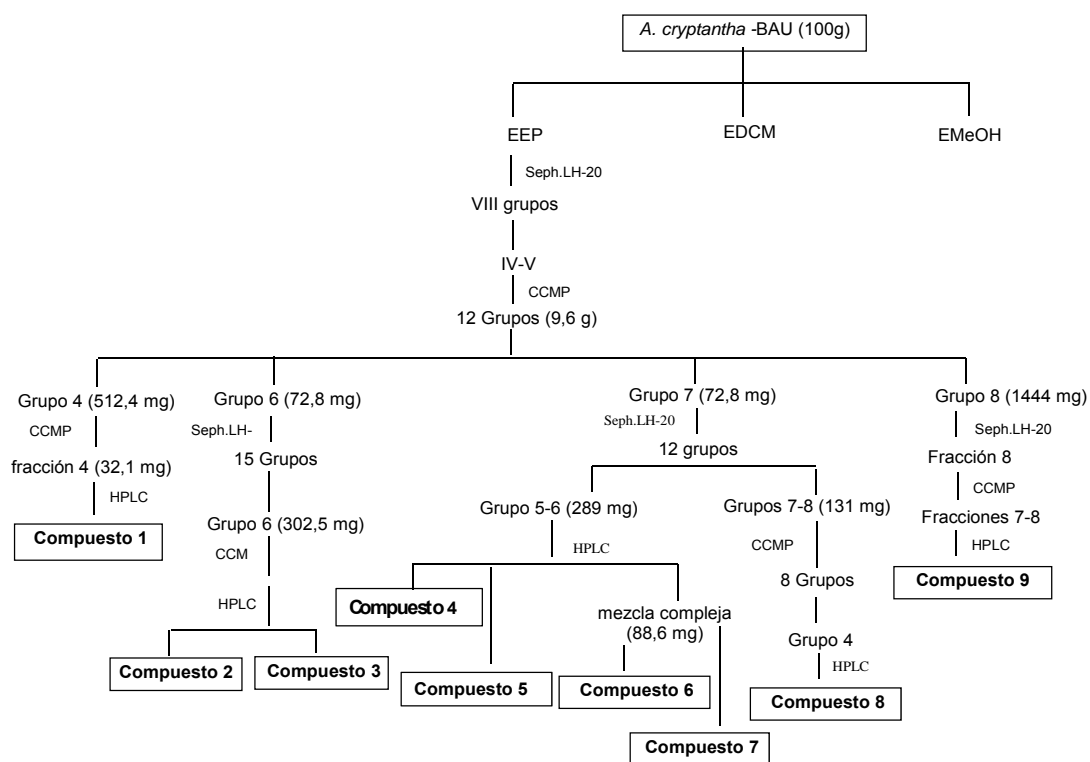 A. cryptantha -BAU (100g)
EEP
EDCM
EMeOH
Seph.LH-20
VIII grupos
IV-V
CCMP
12 Grupos (9,6 g)
Grupo 4 (512,4 mg)
CCMP
fracción 4 (32,1 mg)
HPLC
Compuesto 1
Grupo 6 (72,8 mg)
Seph.LH-
15 Grupos
Grupo 6 (302,5 mg)
CCM
HPLC
Compuesto 2
Compuesto 3
Grupo 7 (72,8 mg)
Seph.LH-20
12 grupos
Grupo 5-6 (289 mg)
HPLC
Compuesto 4
Compuesto 5
mezcla compleja
(88,6 mg)
Compuesto 6
Compuesto 7
Grupos 7-8 (131 mg)
CCMP
8 Grupos
Grupo 4
HPLC
Compuesto 8
Grupo 8 (1444 mg)
Seph.LH-20
Fracción 8
CCMP
Fracciones 7-8
HPLC
Compuesto 9